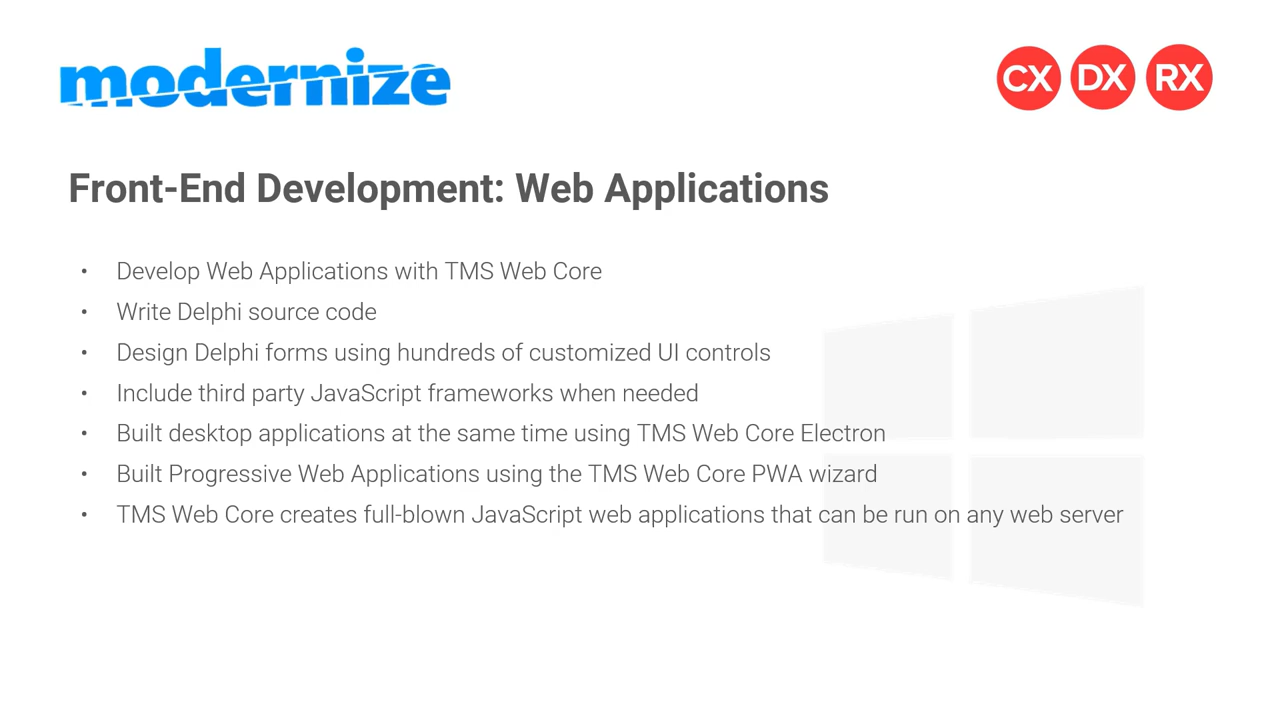 modernize
CX DX RX
Front-End Development: Web Applications
• Develop Web Applications with TMS Web Core
• Write Delphi source code
• Design Delphi forms using hundreds of customized UI controls
• Include third party JavaScript frameworks when needed
• Built desktop applications at the same time using TMS Web Core Electron
• Built Progressive Web Applications using the TMS Web Core PWA wizard
• TMS Web Core creates full-blown JavaScript web applications that can be run on any web server